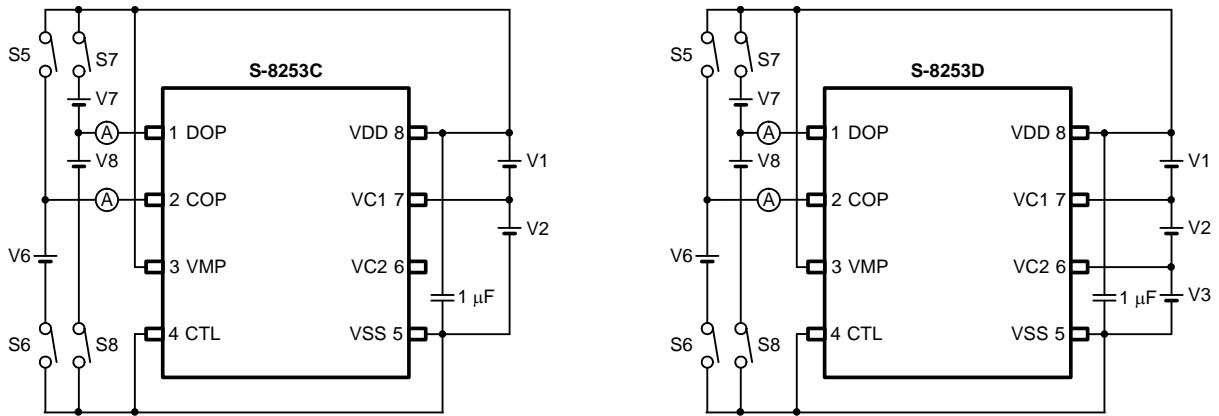 S-8253C
S5
S7
V7
A
V8
A
V6
S6
S8
1 DOP
2 COP
3 VMP
4 CTL
VDD 8
VC1 7
VC2 6
VSS 5
V1
V2
1 µF
S-8253D
S5
S7
V7
A
V8
A
V6
S6
S8
1 DOP
2 COP
3 VMP
4 CTL
VDD 8
VC1 7
VC2 6
VSS 5
V1
V2
V3
1 µF